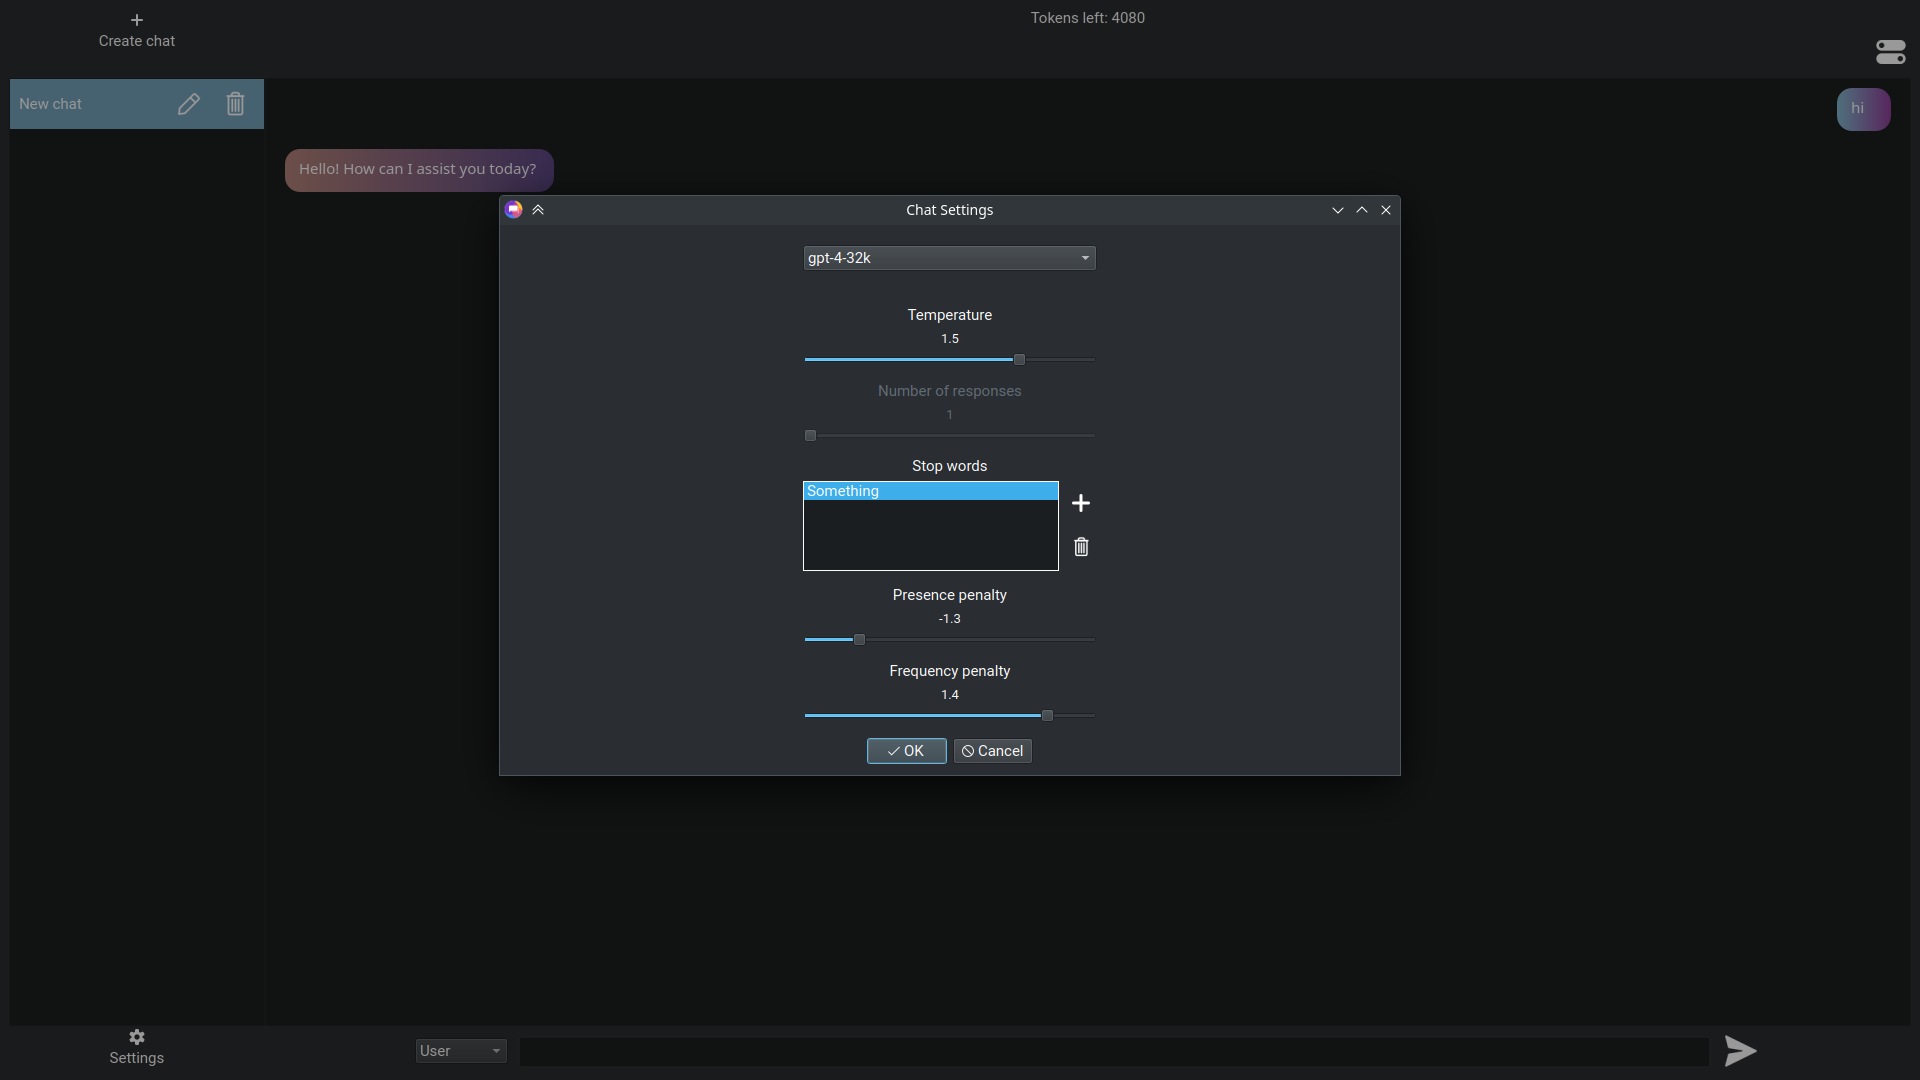 Create chat
Tokens left: 4080
New chat
hi
Hello! How can I assist you today?
Chat Settings
gpt-4-32k
Temperature
1.5
Number of responses
1
Stop words
Something
Presence penalty
-1.3
Frequency penalty
1.4
OK
Cancel
Settings
User